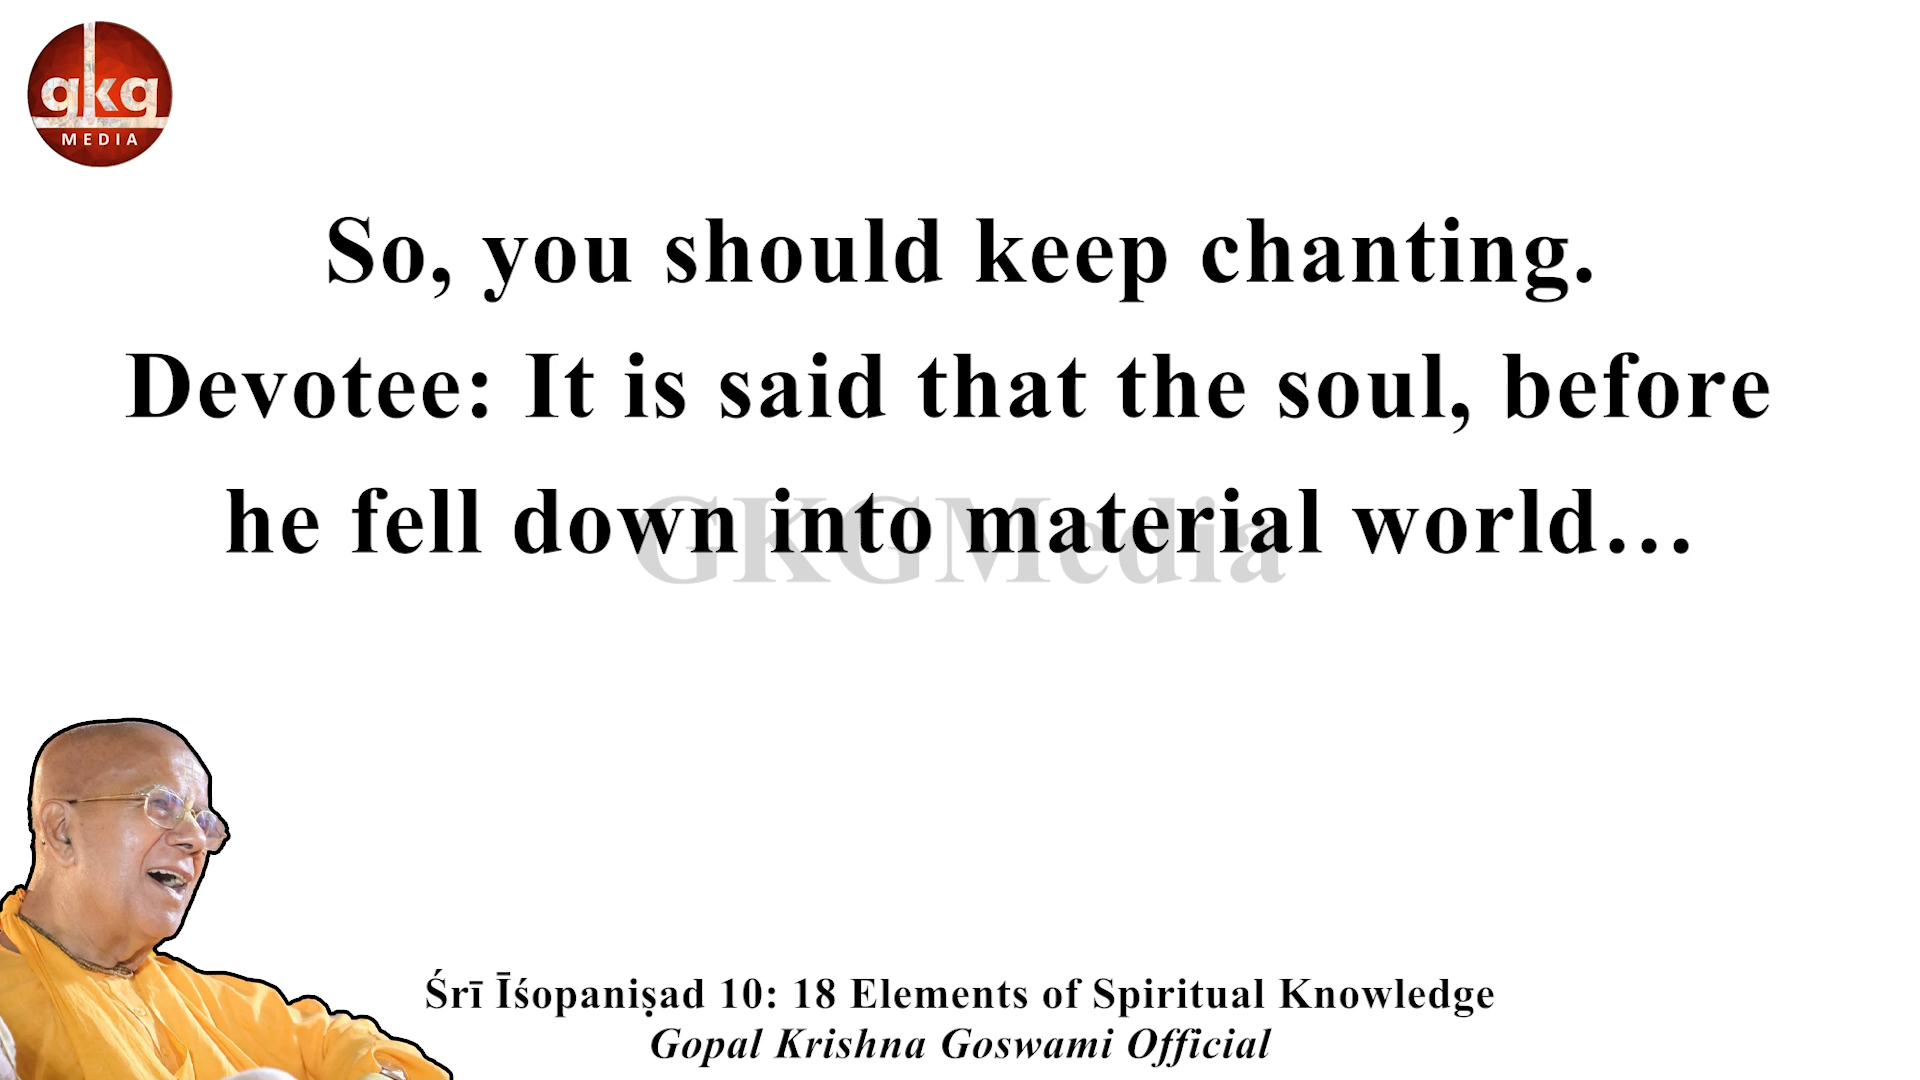 gkg
MEDIA
So, you should keep chanting.
Devotee: It is said that the soul, before
he fell down into material world…
GKGMedia
Śrī Īśopaniṣad 10: 18 Elements of Spiritual Knowledge
Gopal Krishna Goswami Official